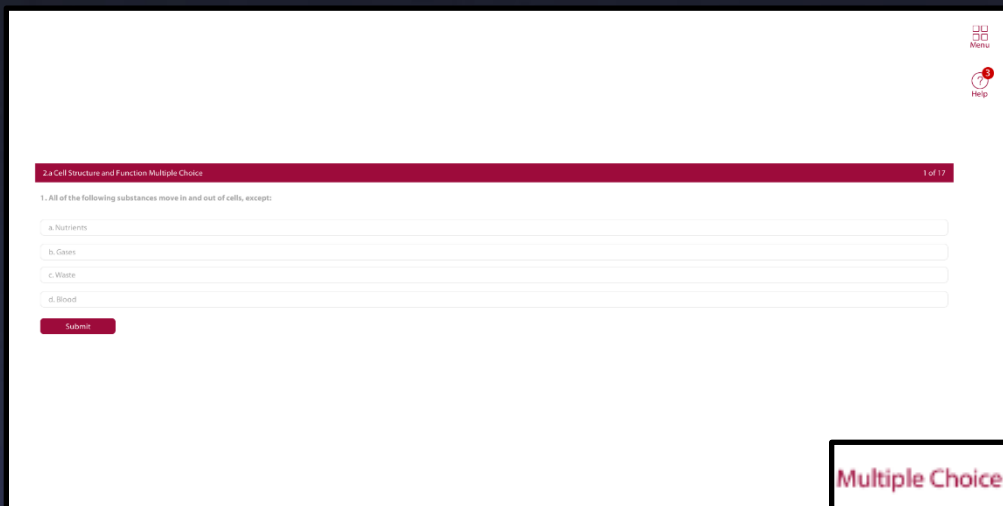 Menu
3
Help
2.a Cell Structure and Function Multiple Choice 1 of 17
1. All of the following substances move in and out of cells, except:
a. Nutrients
b. Gases
c. Waste
d. Blood
Submit
Multiple Choice